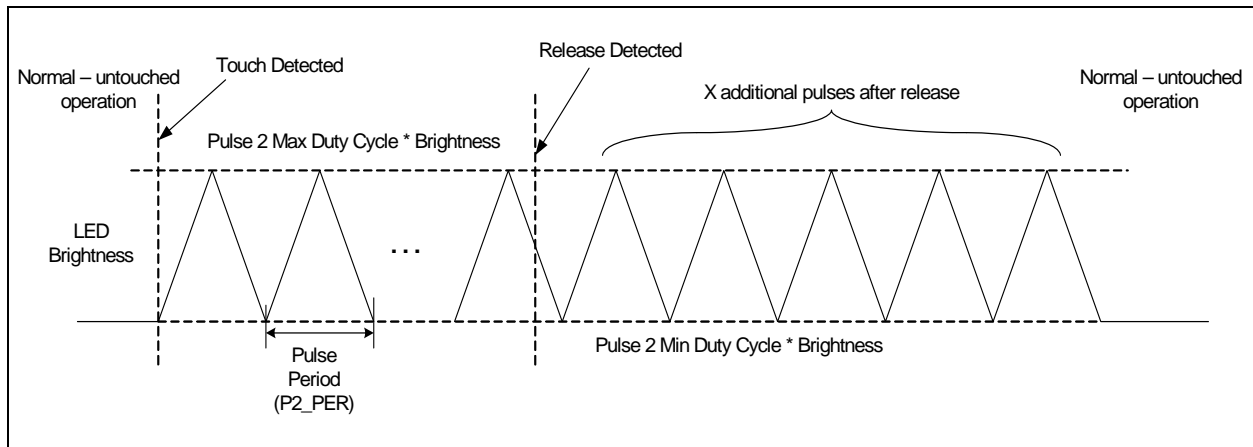 Normal – untouched
operation
Touch Detected
Release Detected
X additional pulses after release
Normal – untouched
operation
Pulse 2 Max Duty Cycle * Brightness
LED
Brightness
...
Pulse 2 Min Duty Cycle * Brightness
Pulse
Period
(P2_PER)